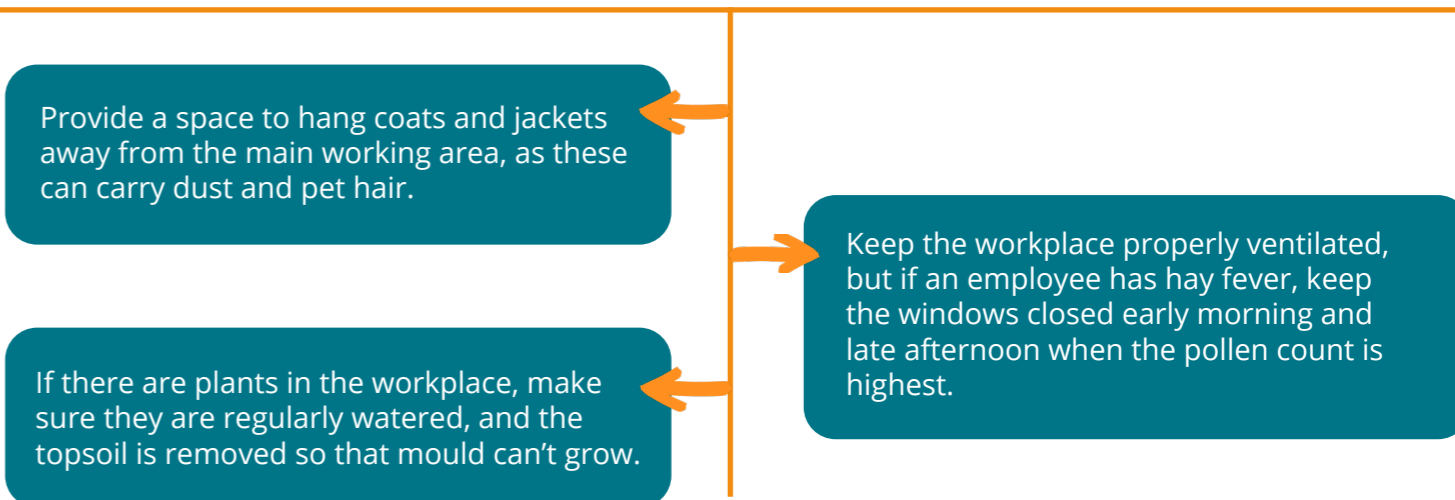 Provide a space to hang coats and jackets
away from the main working area, as these
can carry dust and pet hair.
Keep the workplace properly ventilated,
but if an employee has hay fever, keep
the windows closed early morning and
late afternoon when the pollen count is
highest.
If there are plants in the workplace, make
sure they are regularly watered, and the
topsoil is removed so that mould can’t grow.